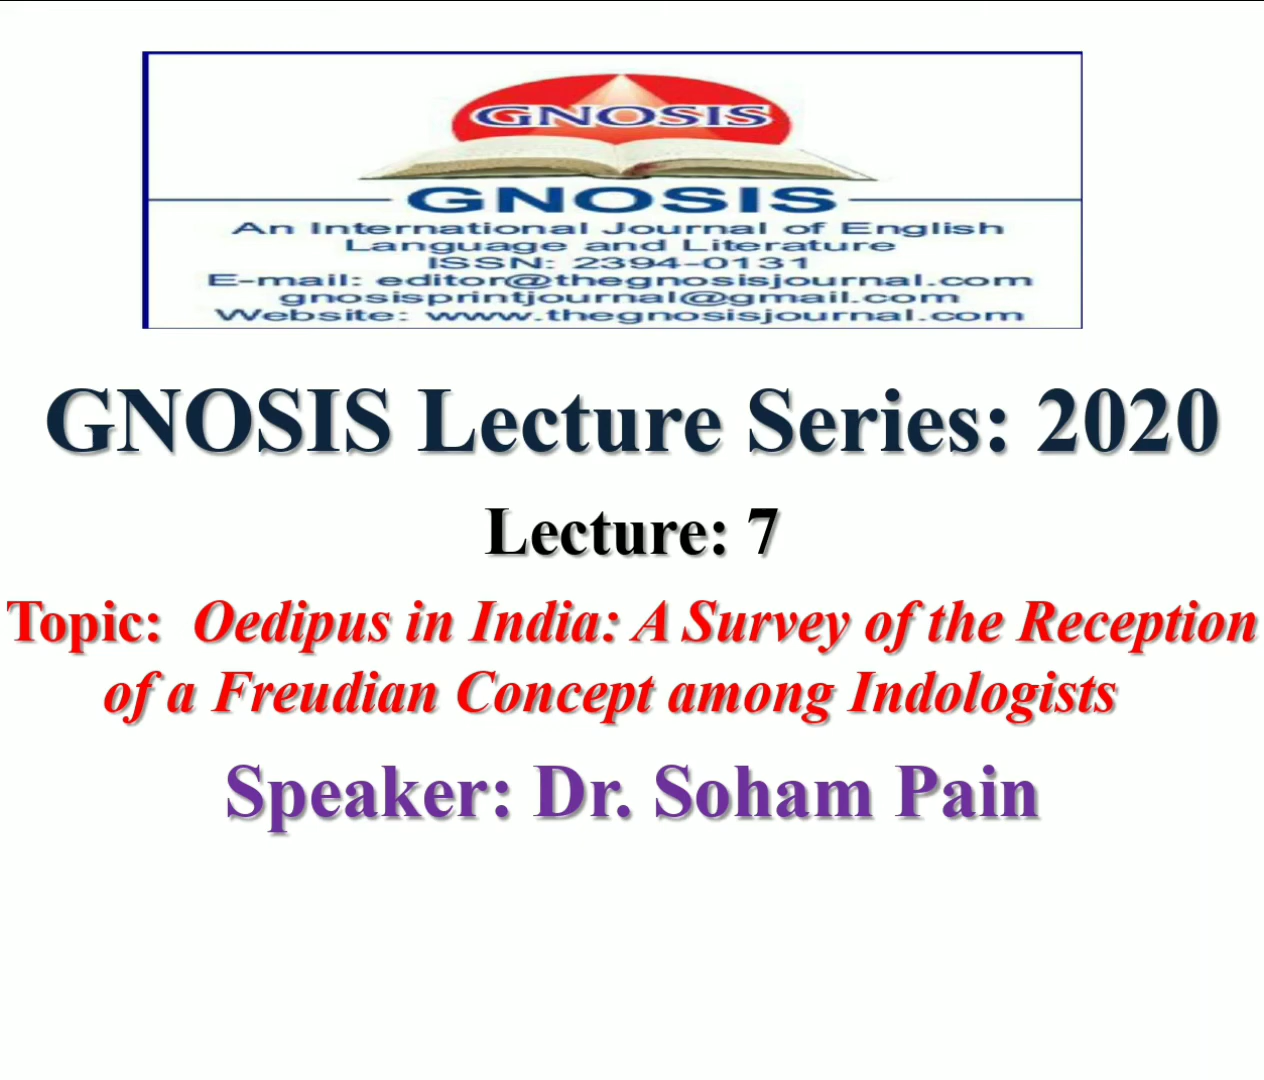 GNOSIS
GNOSIS
An International Journal of English
Language and Literature
ISSN: 2394-0131
E-mail: editor@thegnosisjournal.com
gnosisprintjournal@gmail.com
Website: www.thegnosisjournal.com
GNOSIS Lecture Series: 2020
Lecture: 7
Topic: Oedipus in India: A Survey of the Reception
of a Freudian Concept among Indologists
Speaker: Dr. Soham Pain